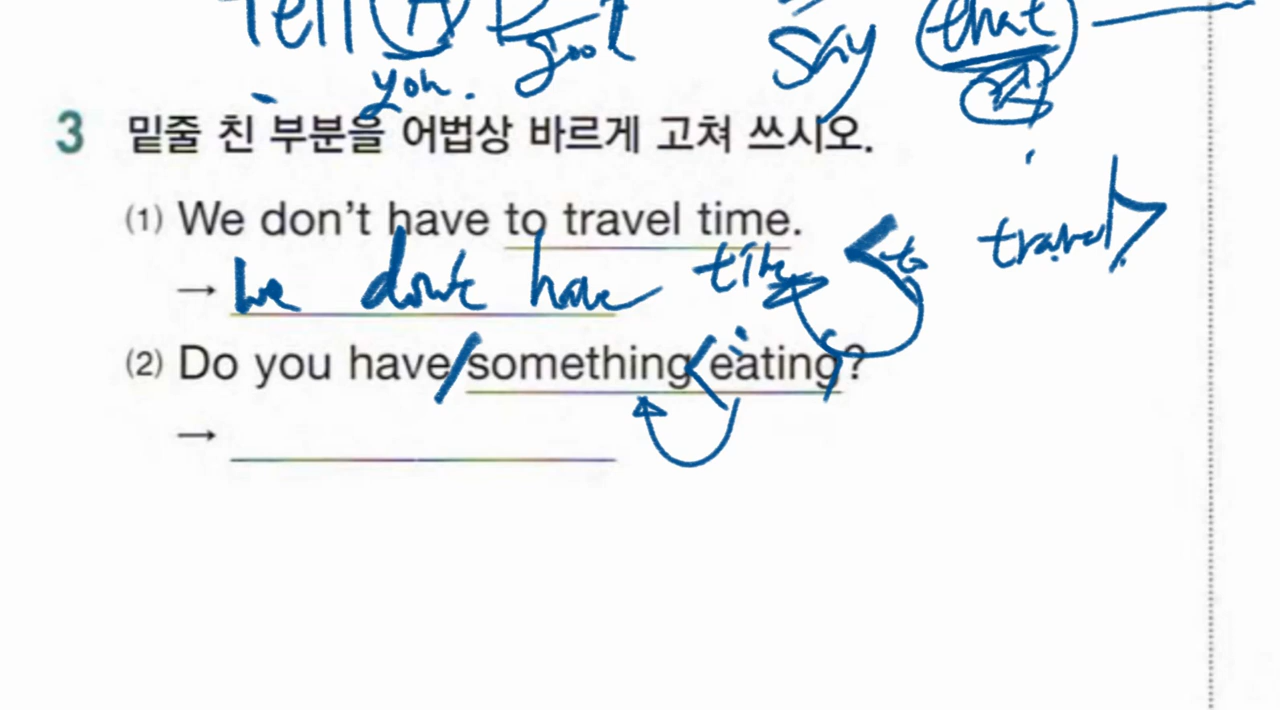 Tell A good say that
you.
3 밑줄 친 부분을 어법상 바르게 고쳐 쓰시오.
(1) We don't have to travel time.
→ We don't have time to travel
(2) Do you have something eating?
→